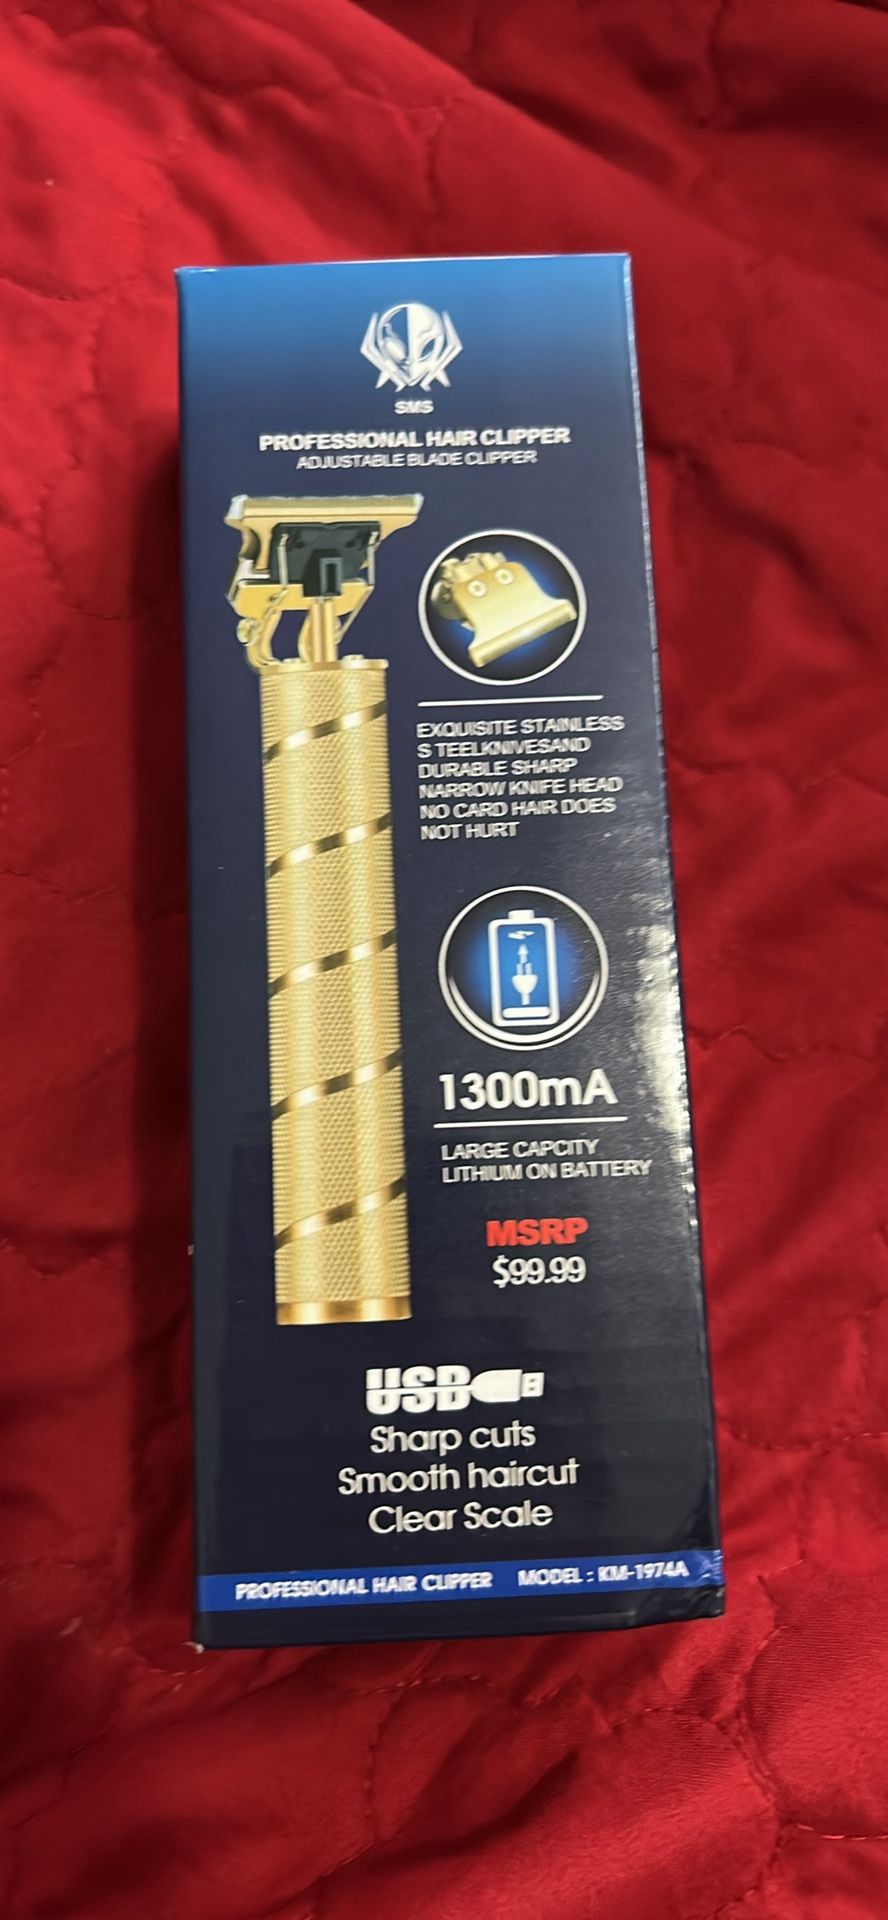 SMS
PROFESSIONAL HAIR CLIPPER
ADJUSTABLE BLADE CLIPPER
EXQUISITE STAINLESS
S TEELKNIVESAND
DURABLE SHARP
NARROW KNIFE HEAD
NO CARD HAIR DOES
NOT HURT
1300mA
LARGE CAPCITY
LITHIUM ON BATTERY
MSRP
$99.99
USB
Sharp cuts
Smooth haircut
Clear Scale
PROFESSIONAL HAIR CLIPPER MODEL : KM-1974A